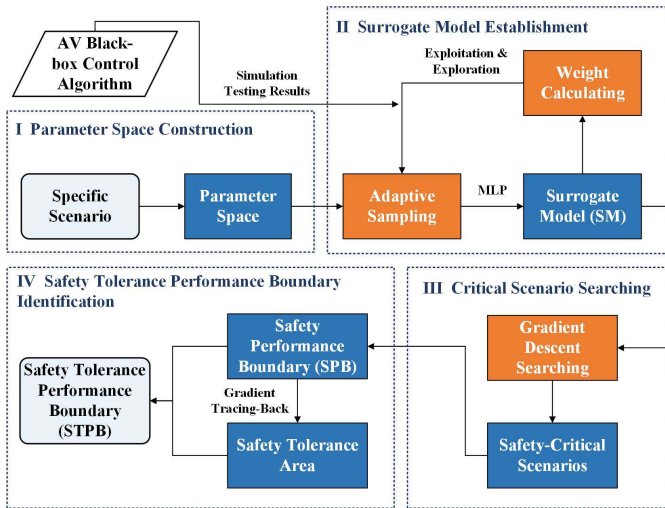 AV Black-
box Control
Algorithm
Simulation
Testing Results
II Surrogate Model Establishment
Exploitation &
Exploration
Weight
Calculating
I Parameter Space Construction
Specific
Scenario
Parameter
Space
Adaptive
Sampling
MLP
Surrogate
Model (SM)
IV Safety Tolerance Performance Boundary
Identification
Safety Tolerance
Performance
Boundary
(STPB)
Safety
Performance
Boundary (SPB)
Gradient
Tracing-Back
Safety Tolerance
Area
III Critical Scenario Searching
Gradient
Descent
Searching
Safety-Critical
Scenarios